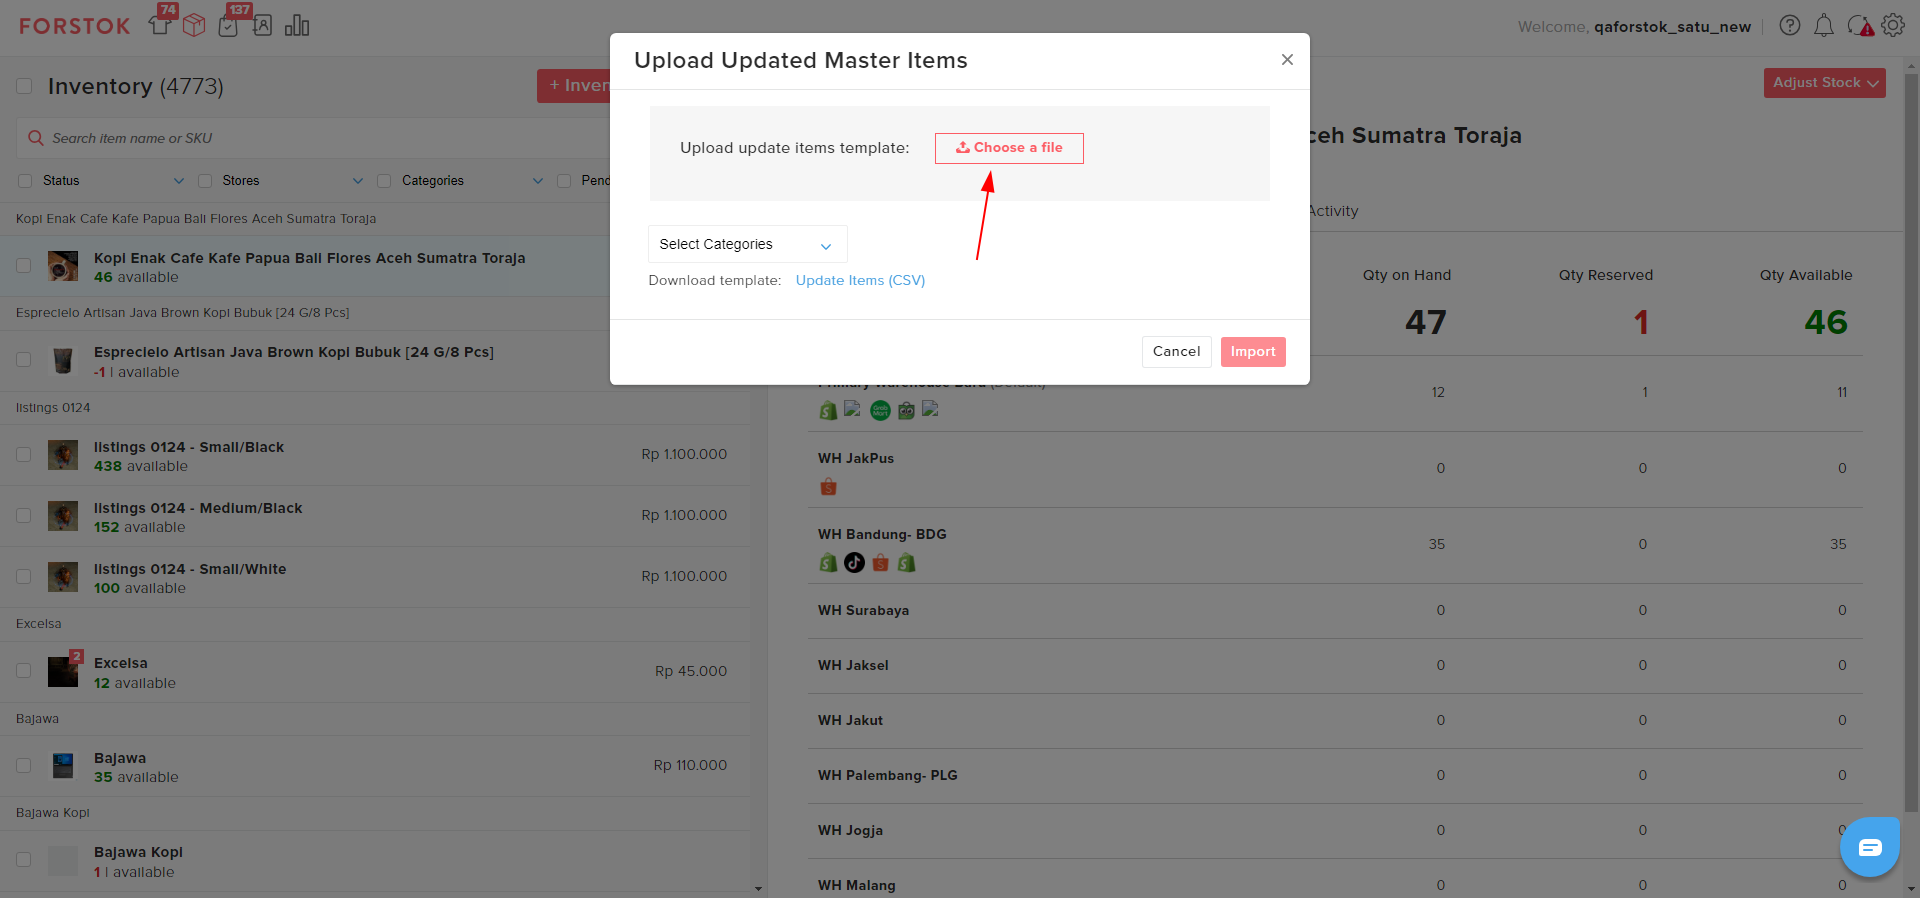 FORSTOK
74
137
Welcome, qaforstok_satu_new
Inventory (4773)
+ Inven
Search item name or SKU
Status
Stores
Categories
Pend
Kopi Enak Cafe Kafe Papua Bali Flores Aceh Sumatra Toraja
Kopi Enak Cafe Kafe Papua Bali Flores Aceh Sumatra Toraja
46 available
Esprecielo Artisan Java Brown Kopi Bubuk [24 G/8 Pcs]
Esprecielo Artisan Java Brown Kopi Bubuk [24 G/8 Pcs]
-1 | available
listings 0124
listings 0124 - Small/Black
438 available
Rp 1.100.000
listings 0124 - Medium/Black
152 available
Rp 1.100.000
listings 0124 - Small/White
100 available
Rp 1.100.000
Excelsa
2
Excelsa
12 available
Rp 45.000
Bajawa
Bajawa
35 available
Rp 110.000
Bajawa Kopi
Bajawa Kopi
1 | available
Upload Updated Master Items
×
Upload update items template:
Choose a file
Select Categories
Download template: Update Items (CSV)
Cancel
Import
Adjust Stock
ceh Sumatra Toraja
Activity
Qty on Hand
Qty Reserved
Qty Available
47
1
46
Primary Warehouse Baru (Default)
12
1
11
WH JakPus
0
0
0
WH Bandung- BDG
35
0
35
WH Surabaya
0
0
0
WH Jaksel
0
0
0
WH Jakut
0
0
0
WH Palembang- PLG
0
0
0
WH Jogja
0
0
0
WH Malang
0
0
0